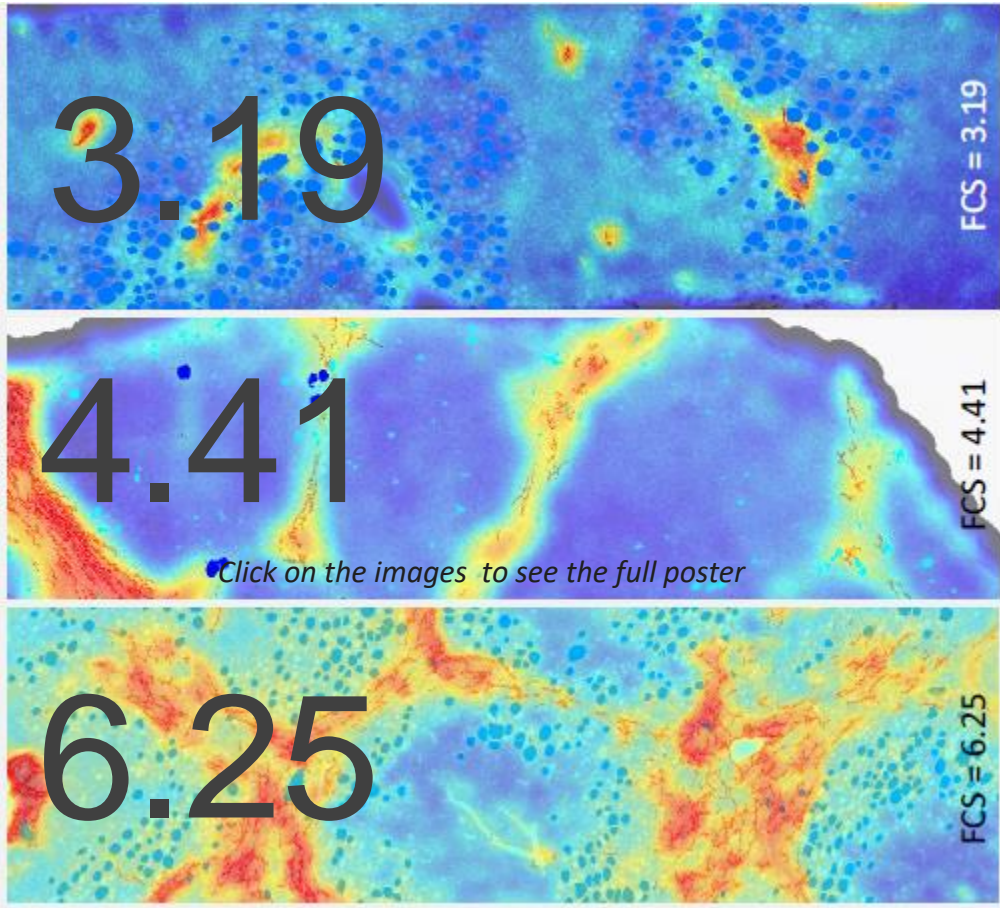 3.19
FCS = 3.19
4.41
FCS = 4.41
Click on the images to see the full poster
6.25
FCS = 6.25